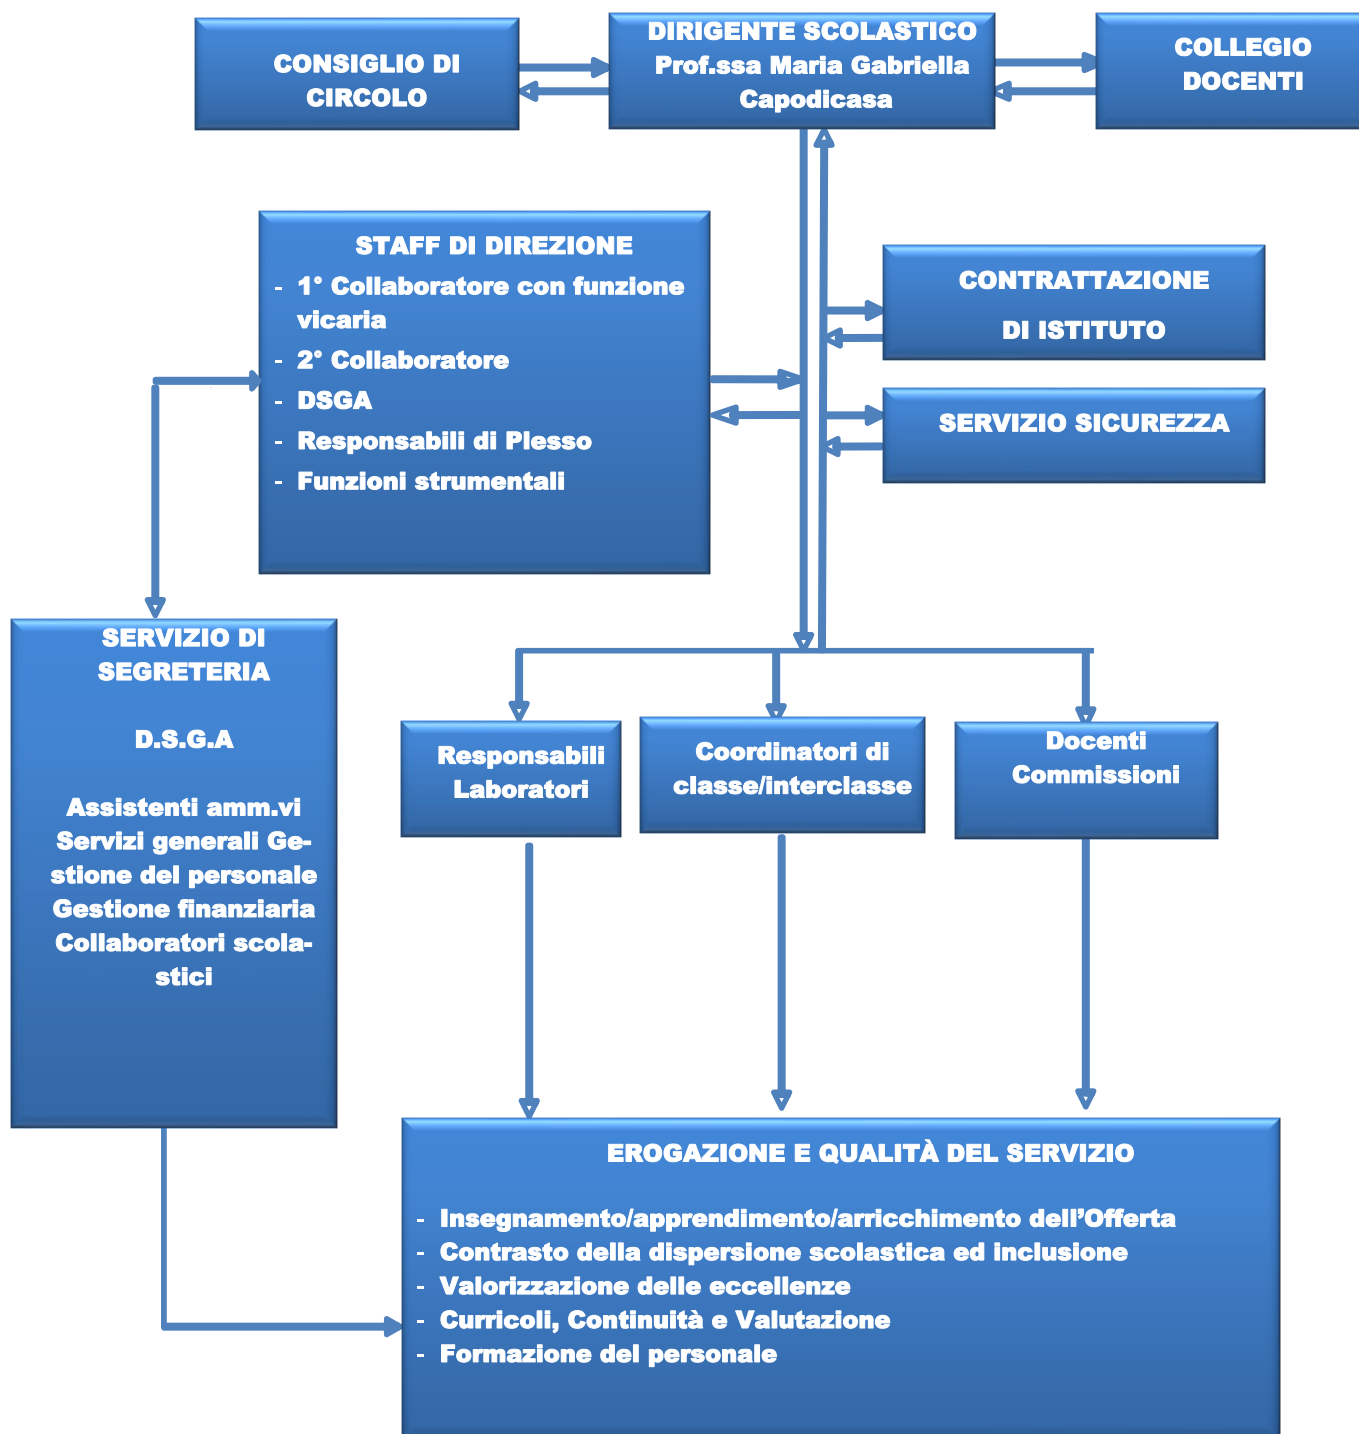 CONSIGLIO DI
CIRCOLO
DIRIGENTE SCOLASTICO
Prof.ssa Maria Gabriella
Capodicasa
COLLEGIO
DOCENTI
STAFF DI DIREZIONE
- 1° Collaboratore con funzione
vicaria
- 2° Collaboratore
- DSGA
- Responsabili di Plesso
- Funzioni strumentali
CONTRATTAZIONE
DI ISTITUTO
SERVIZIO SICUREZZA
SERVIZIO DI
SEGRETERIA
D.S.G.A
Assistenti amm.vi
Servizi generali Ge-
stione del personale
Gestione finanziaria
Collaboratori scola-
stici
Responsabili
Laboratori
Coordinatori di
classe/interclasse
Docenti
Commissioni
EROGAZIONE E QUALITÀ DEL SERVIZIO
- Insegnamento/apprendimento/arricchimento dell’Offerta
- Contrasto della dispersione scolastica ed inclusione
- Valorizzazione delle eccellenze
- Curricoli, Continuità e Valutazione
- Formazione del personale